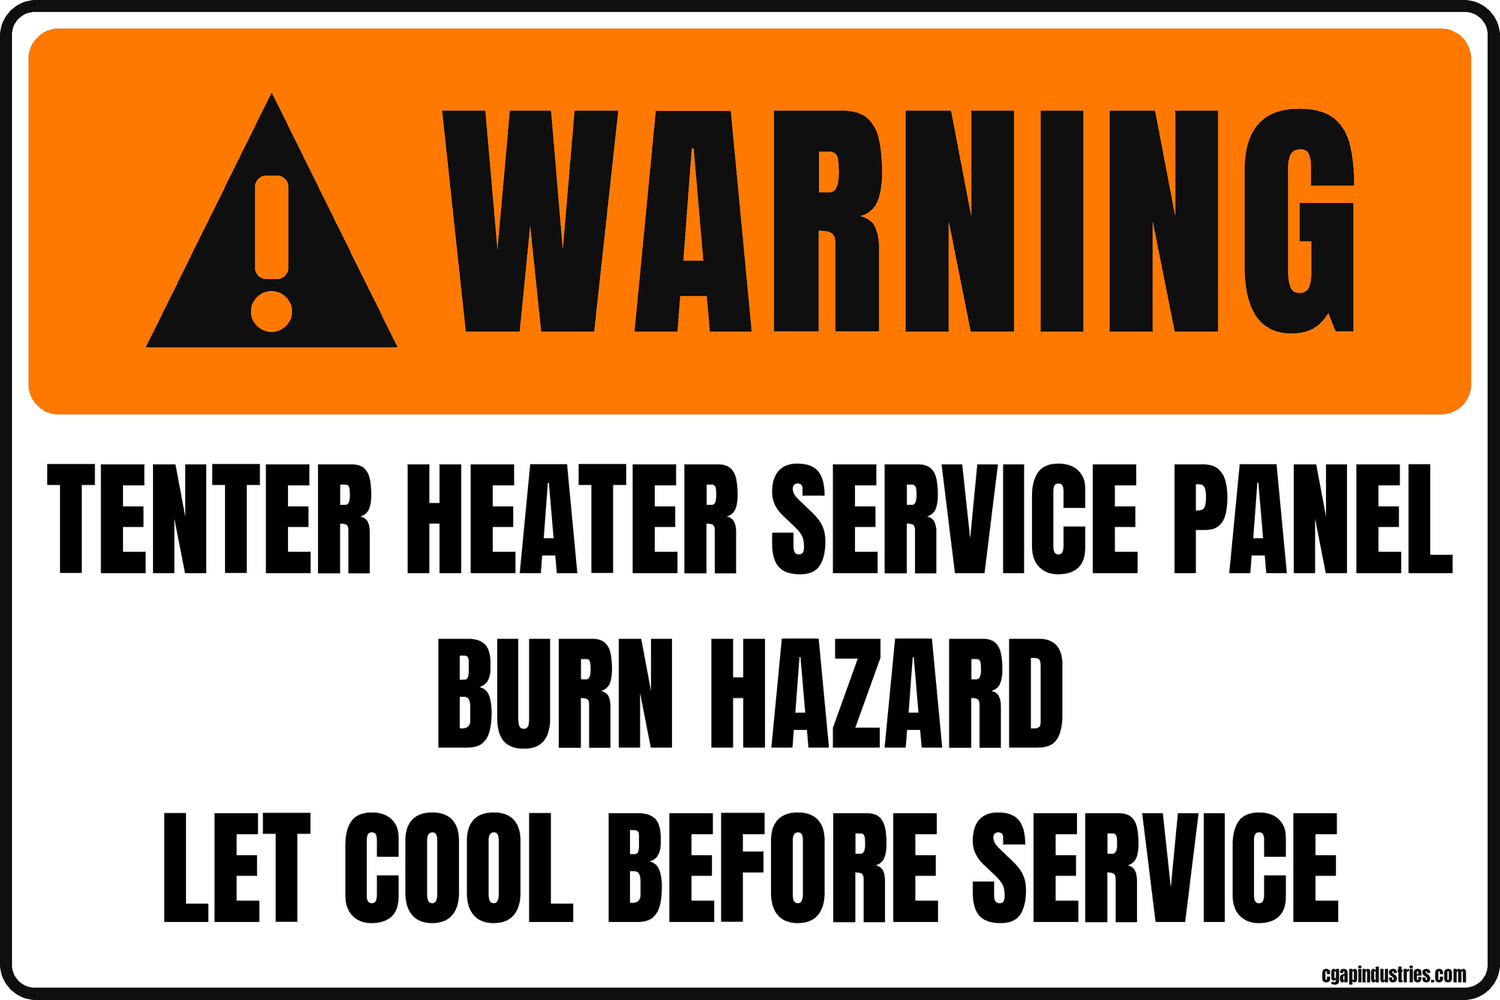 WARNING
TENTER HEATER SERVICE PANEL
BURN HAZARD
LET COOL BEFORE SERVICE
cgapindustries.com